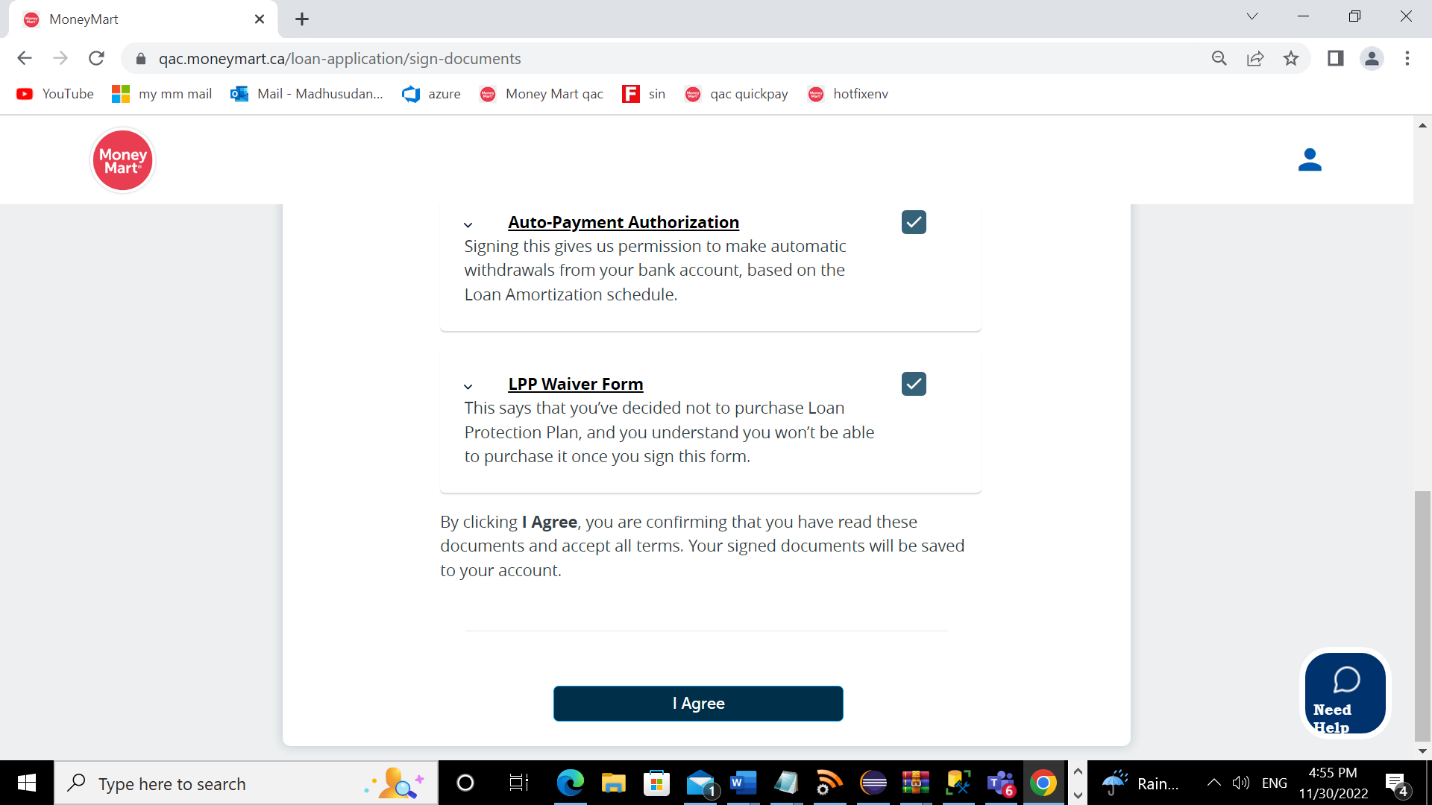 MoneyMart
qac.moneymart.ca/loan-application/sign-documents
YouTube my mm mail Mail - Madhusudan... azure Money Mart qac F sin qac quickpay hotfixenv
Money
Mart
Auto-Payment Authorization
Signing this gives us permission to make automatic
withdrawals from your bank account, based on the
Loan Amortization schedule.
LPP Waiver Form
This says that you’ve decided not to purchase Loan
Protection Plan, and you understand you won’t be able
to purchase it once you sign this form.
By clicking I Agree, you are confirming that you have read these
documents and accept all terms. Your signed documents will be saved
to your account.
I Agree
Need
Help
Type here to search
1
W
6
Rain...
ENG
4:55 PM
11/30/2022
4